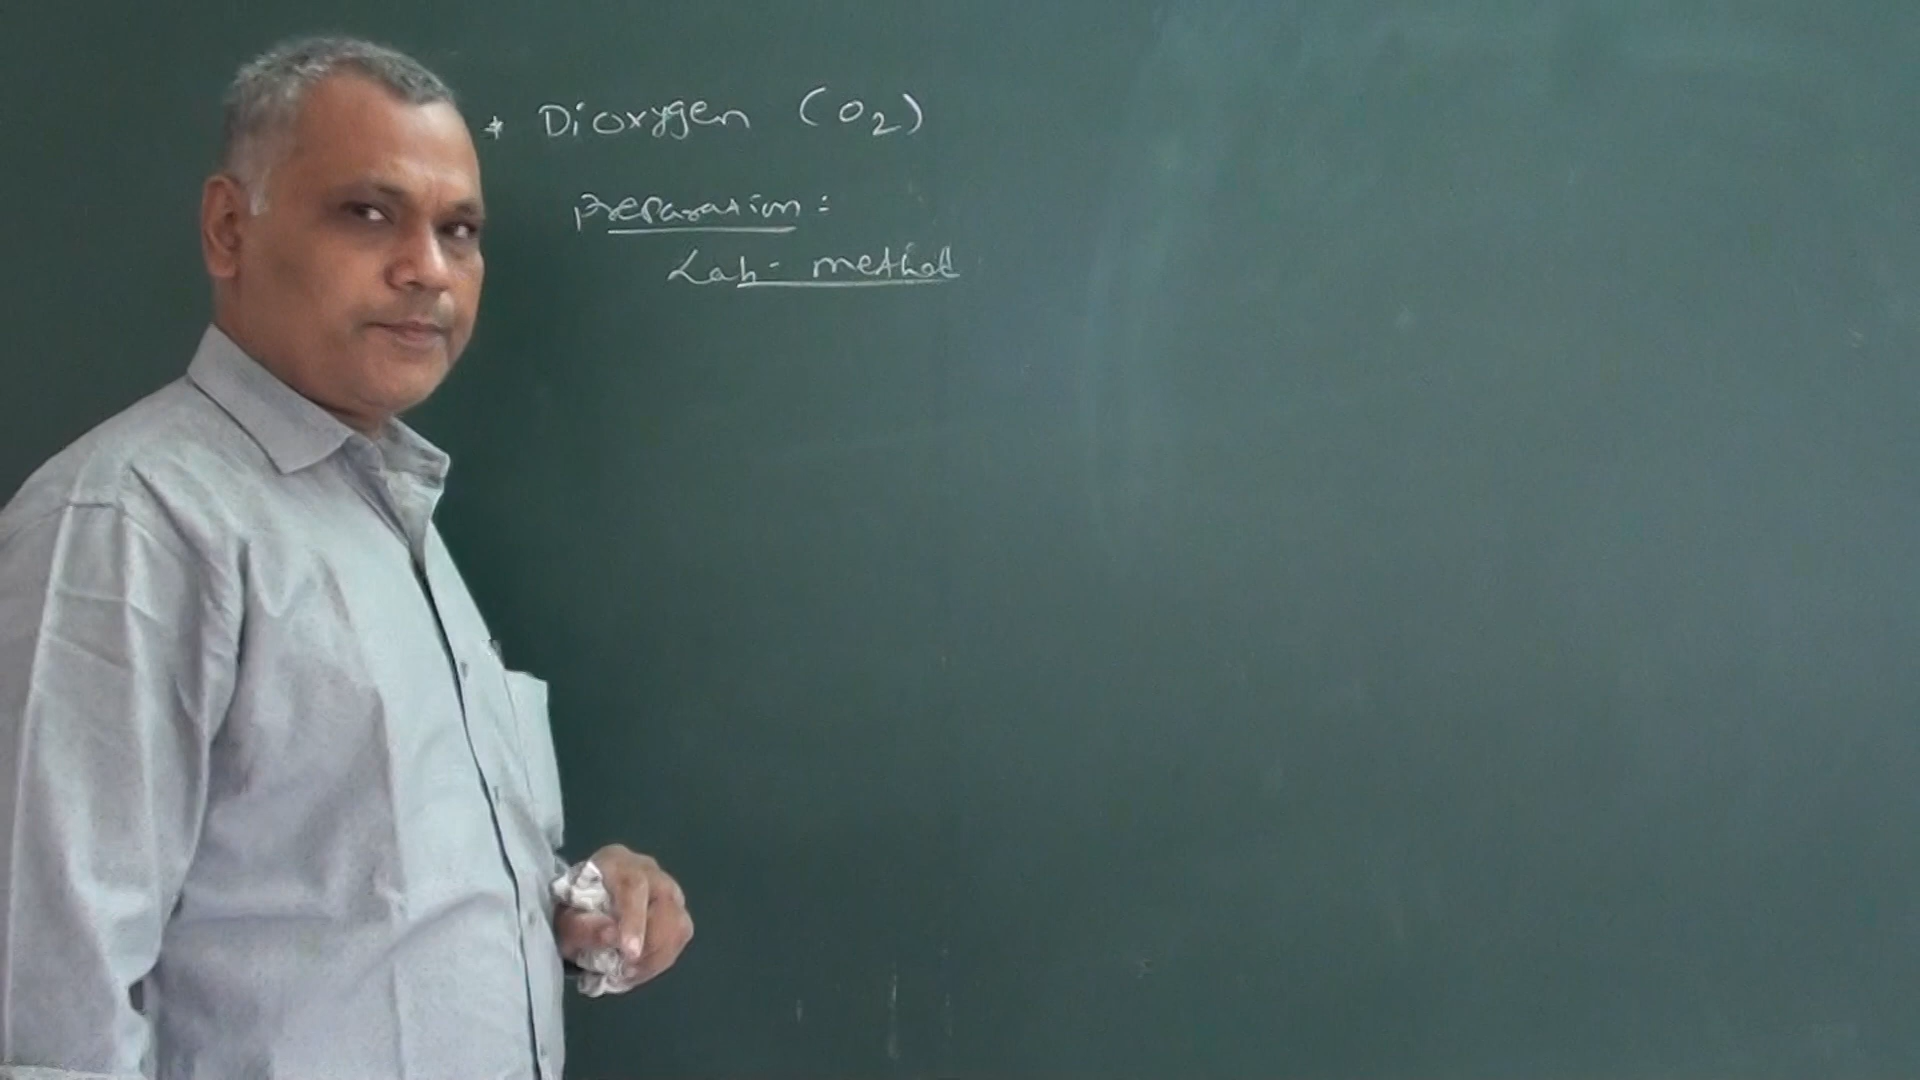 * Dioxygen (O₂)
Preparation :
Lab - method